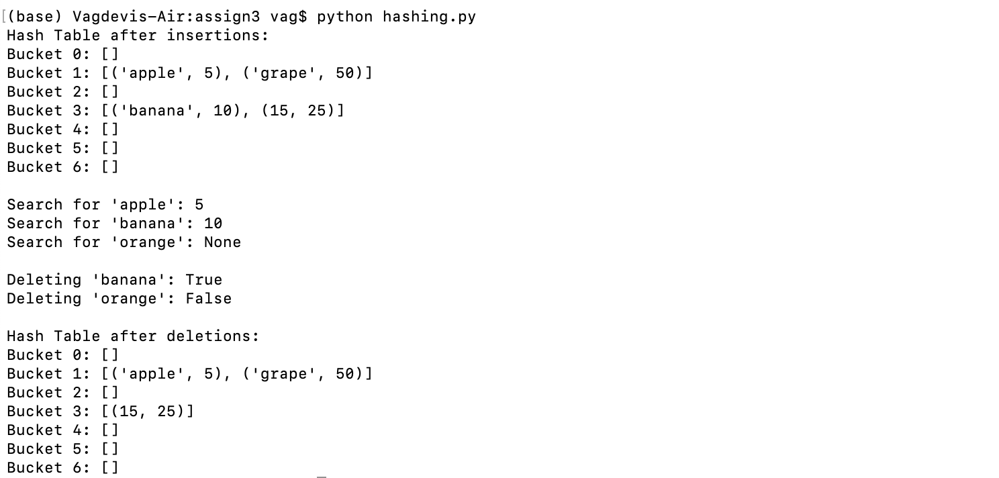 [(base) Vagdevis-Air:assign3 vag$ python hashing.py
Hash Table after insertions:
Bucket 0: []
Bucket 1: [('apple', 5), ('grape', 50)]
Bucket 2: []
Bucket 3: [('banana', 10), (15, 25)]
Bucket 4: []
Bucket 5: []
Bucket 6: []
Search for 'apple': 5
Search for 'banana': 10
Search for 'orange': None
Deleting 'banana': True
Deleting 'orange': False
Hash Table after deletions:
Bucket 0: []
Bucket 1: [('apple', 5), ('grape', 50)]
Bucket 2: []
Bucket 3: [(15, 25)]
Bucket 4: []
Bucket 5: []
Bucket 6: []